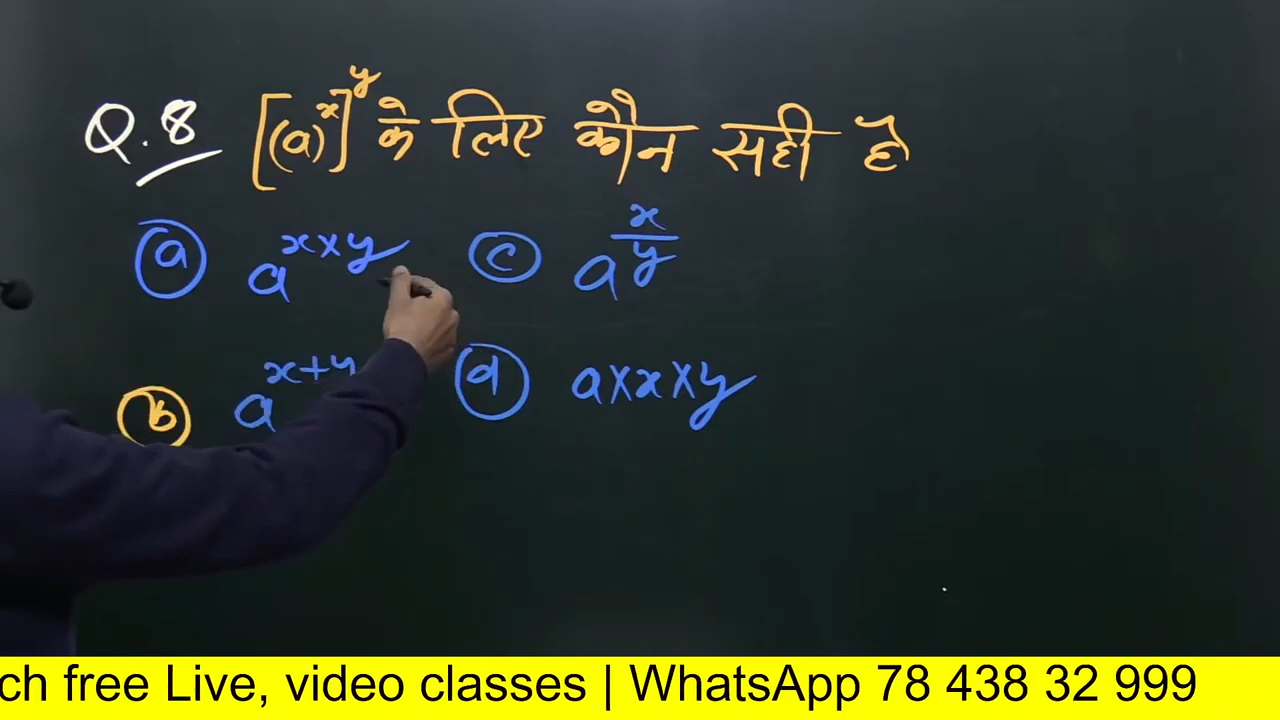 Q.8 [(a)^x]^y के लिए कौन सही है
(a) a^{x×y} (c) a^{x/y}
(b) a^{x+y} (d) a×x×y
ch free Live, video classes | WhatsApp 78 438 32 999